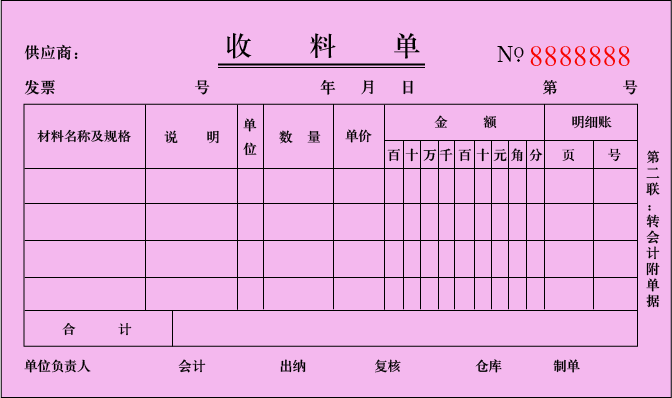 收 料 单
供应商： № 8888888
发票 号 年 月 日 第 号
材料名称及规格 说 明 单位 数 量 单价 金 额 明细账
百 十 万 千 百 十 元 角 分 页 号
合 计
单位负责人 会计 出纳 复核 仓库 制单
第二联：转会计附单据